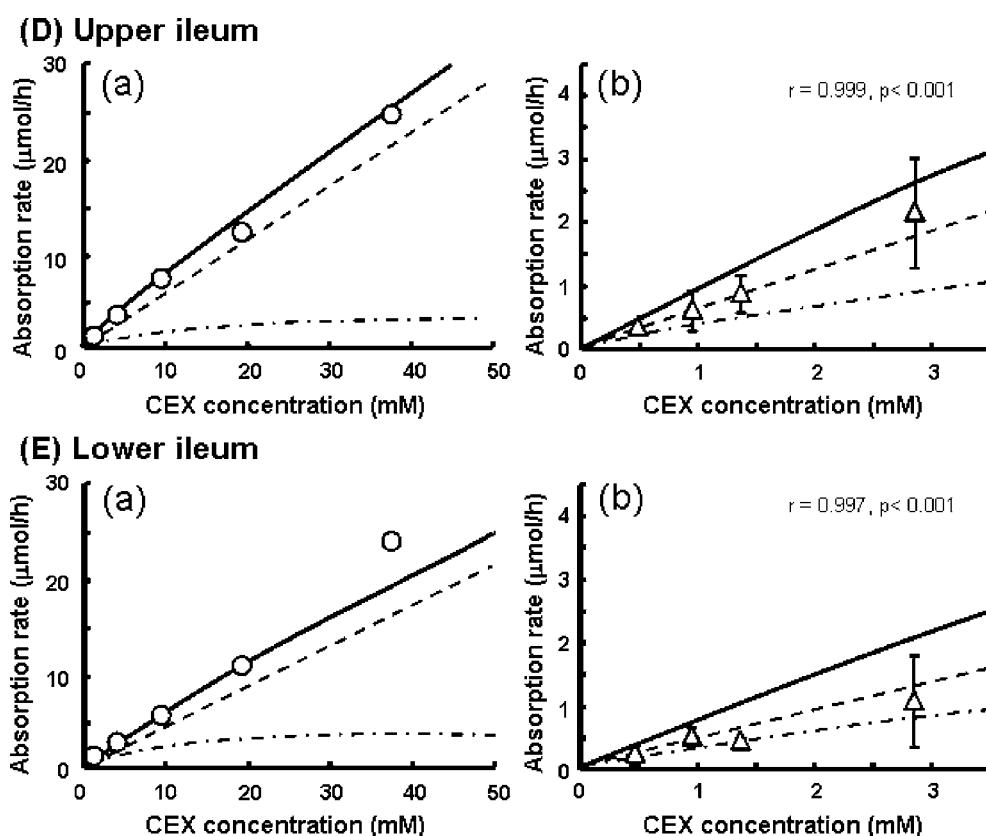 (D) Upper ileum
(a)
Absorption rate (μmol/h)
30
20
10
0
0 10 20 30 40 50
CEX concentration (mM)
(b)
r = 0.999, p< 0.001
Absorption rate (μmol/h)
4
3
2
1
0
0 1 2 3
CEX concentration (mM)
(E) Lower ileum
(a)
Absorption rate (μmol/h)
30
20
10
0
0 10 20 30 40 50
CEX concentration (mM)
(b)
r = 0.997, p< 0.001
Absorption rate (μmol/h)
4
3
2
1
0
0 1 2 3
CEX concentration (mM)